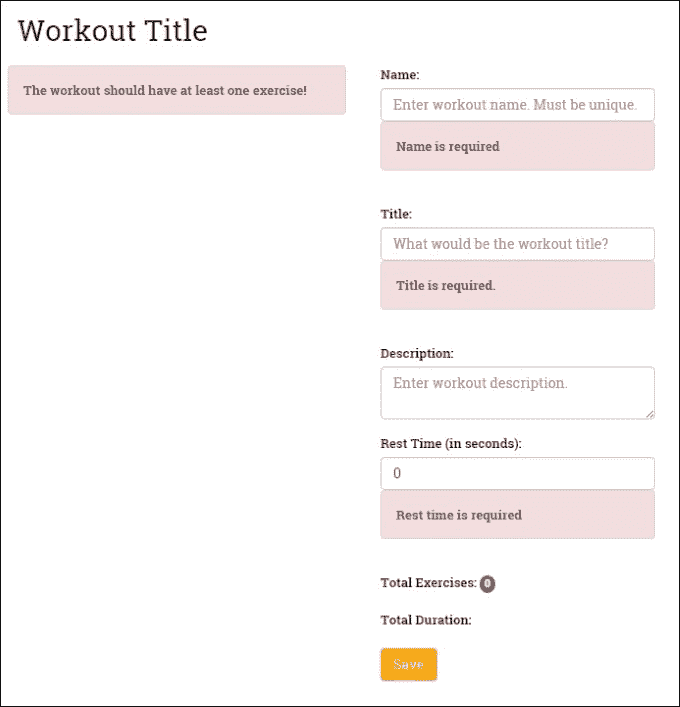 Workout Title
The workout should have at least one exercise!
Name:
Enter workout name. Must be unique.
Name is required
Title:
What would be the workout title?
Title is required.
Description:
Enter workout description.
Rest Time (in seconds):
0
Rest time is required
Total Exercises: 0
Total Duration:
Save